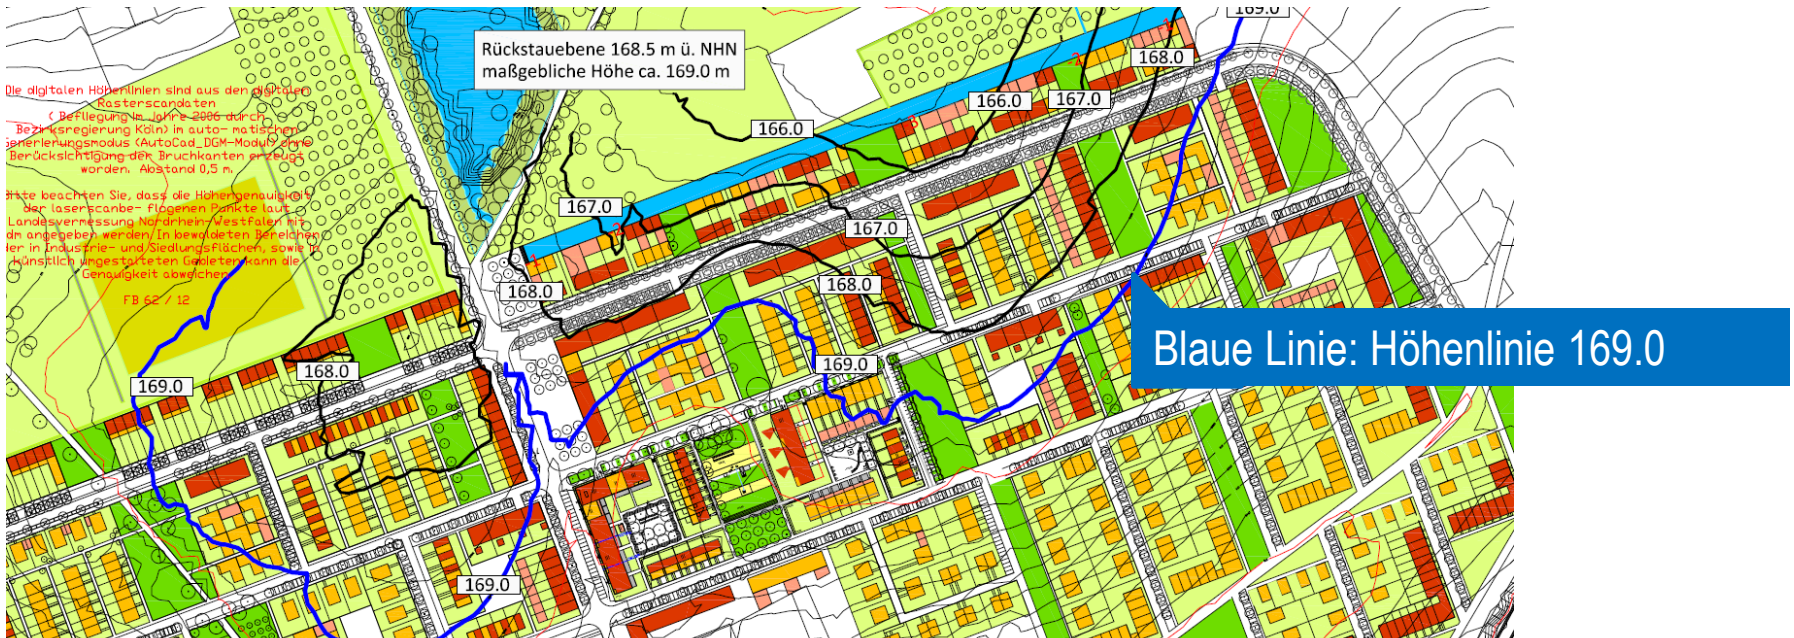 169.0
Rückstauebene 168.5 m ü. NHN
maßgebliche Höhe ca. 169.0 m
168.0
Die digitalen Höhenlinien sind aus den digitalen
Rasterscandaten
( Befliegung im Jahre 2006 durch
Bezirksregierung Köln) in auto- matischen
Generierungsmodus (AutoCad_DGM-Modul) ohne
Berücksichtigung der Bruchkanten erzeugt
worden. Abstand 0,5 m.
166.0
167.0
166.0
Bitte beachten Sie, dass die Höhengenauigkeit
der laserscanbe- flogenen Punkte laut
Landesvermessung Nordrhein-Westfalen mit
angegeben werden. In bewaldeten Bereichen
der in Industrie- und Siedlungsflächen, sowie in
künstlich umgestalteten Gebieten kann die
Genauigkeit abweichen.
FB 62 / 12
167.0
167.0
168.0
168.0
Blaue Linie: Höhenlinie 169.0
169.0
168.0
169.0
169.0